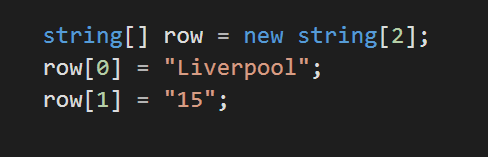 string[] row = new string[2];
row[0] = "Liverpool";
row[1] = "15";